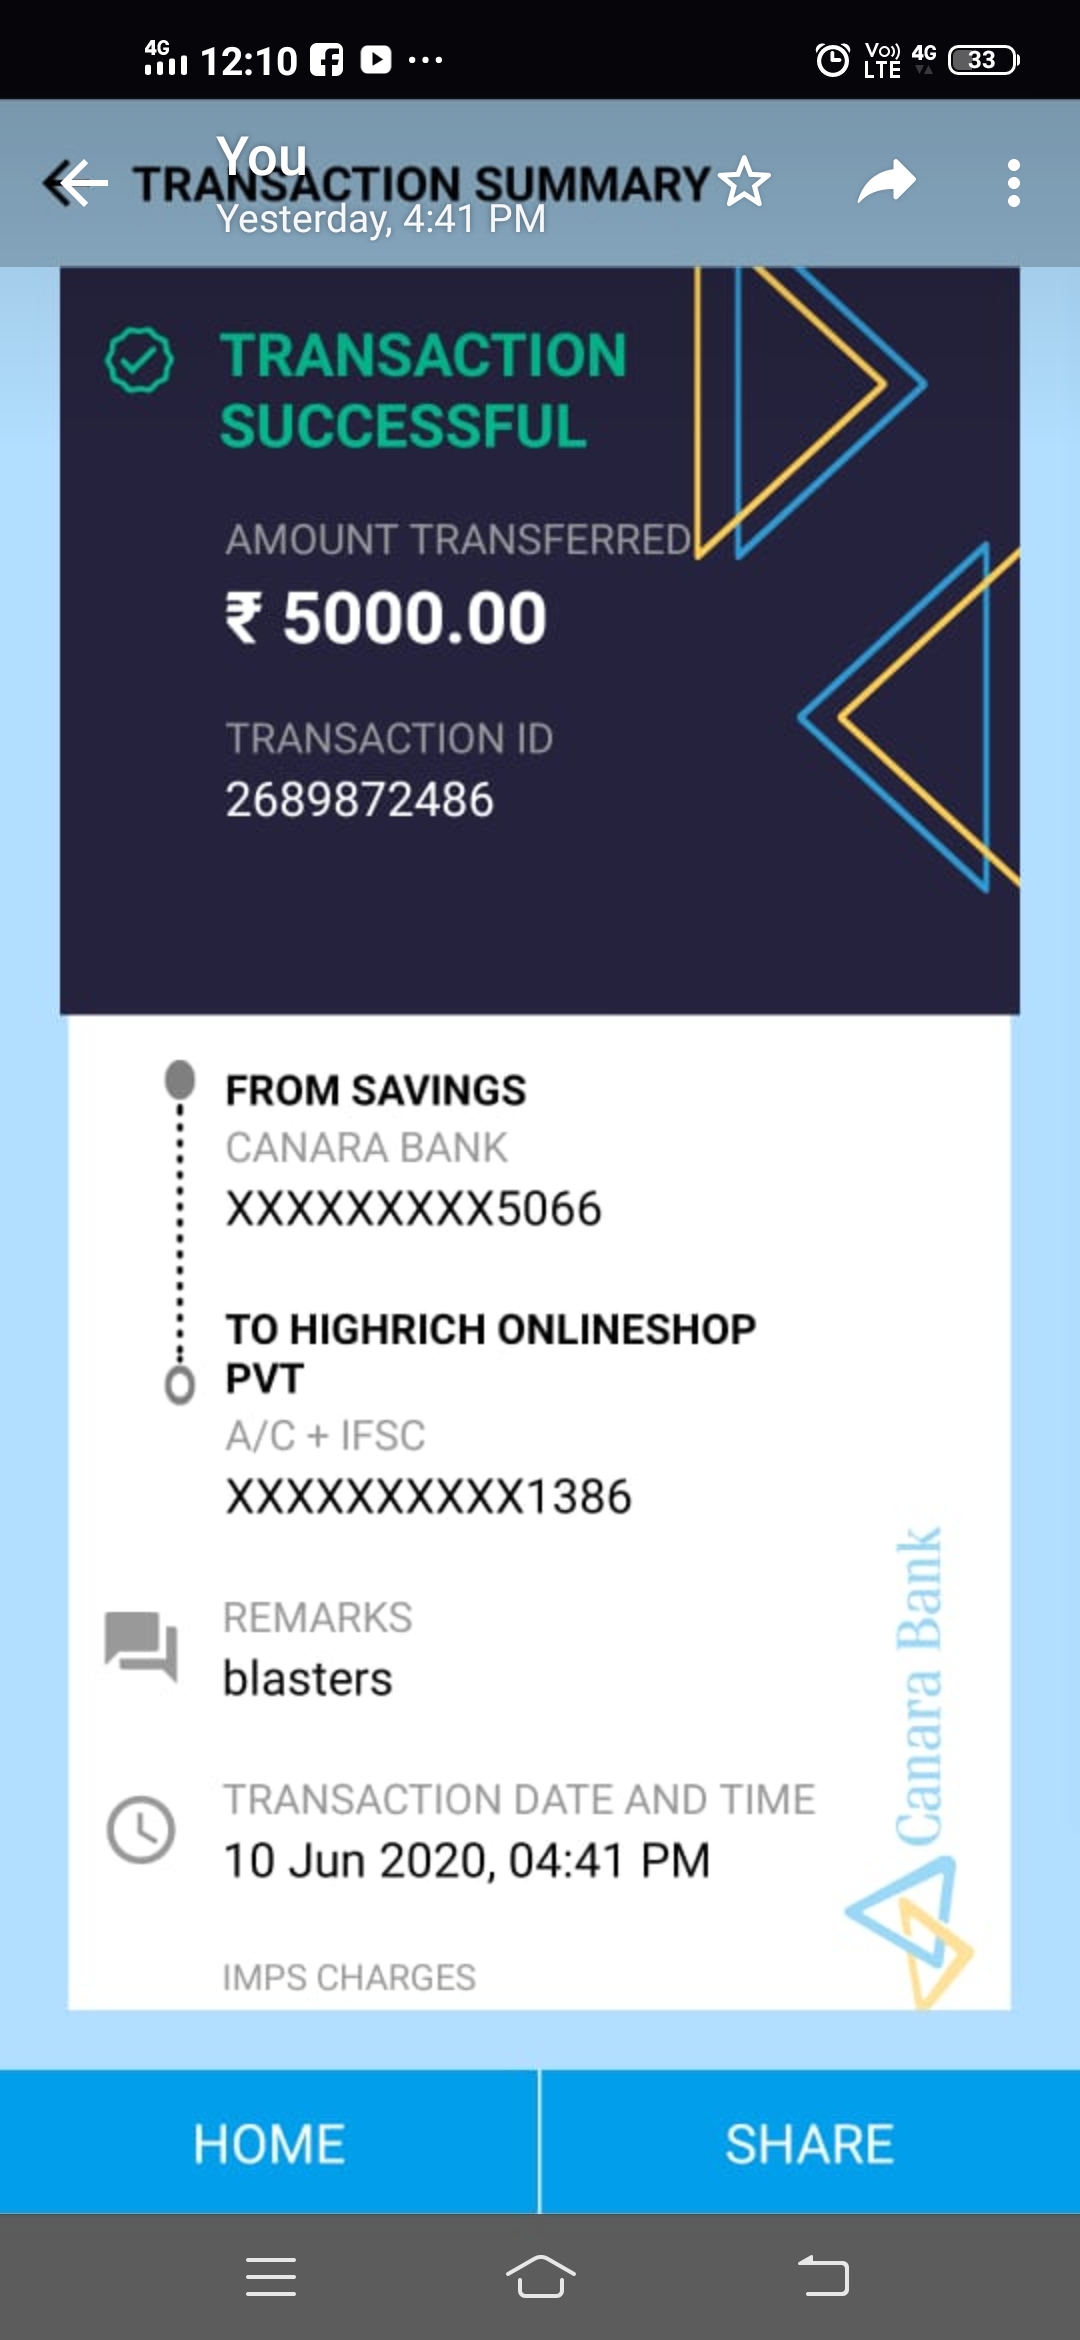 4G 12:10 Vo)) LTE 4G 33
You
TRANSACTION SUMMARY
Yesterday, 4:41 PM
TRANSACTION
SUCCESSFUL
AMOUNT TRANSFERRED
₹ 5000.00
TRANSACTION ID
2689872486
FROM SAVINGS
CANARA BANK
XXXXXXXXX5066
TO HIGHRICH ONLINESHOP
PVT
A/C + IFSC
XXXXXXXXXX1386
REMARKS
blasters
TRANSACTION DATE AND TIME
10 Jun 2020, 04:41 PM
IMPS CHARGES
Canara Bank
HOME
SHARE